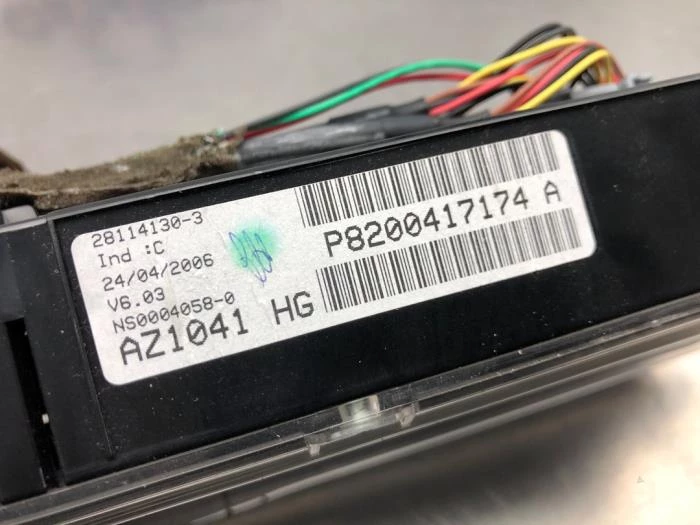 28114130-3
Ind :C
24/04/2006
V6.03
NS0004058-0
AZ1041 HG
P8200417174 A